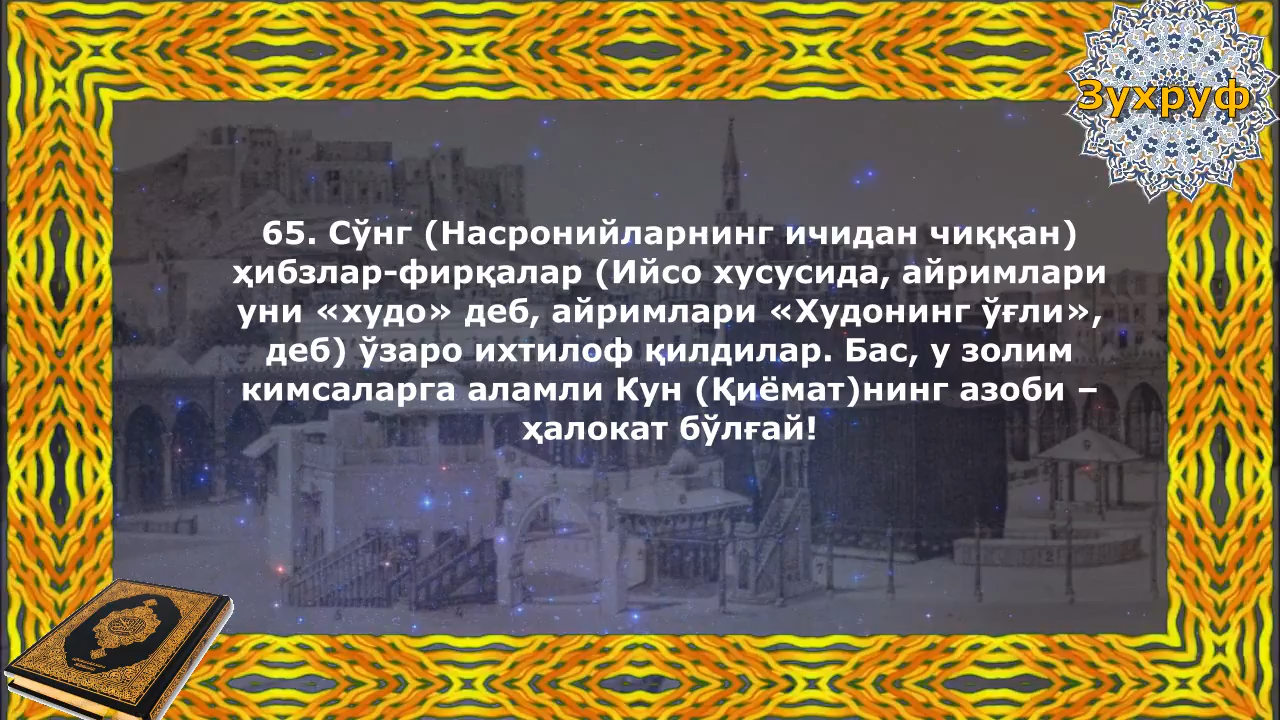 Зухруф
65. Сўнг (Насронийларнинг ичидан чиққан)
ҳибзлар-фирқалар (Ийсо хусусида, айримлари
уни «худо» деб, айримлари «Худонинг ўғли»,
деб) ўзаро ихтилоф қилдилар. Бас, у золим
кимсаларга аламли Кун (Қиёмат)нинг азоби –
ҳалокат бўлғай!